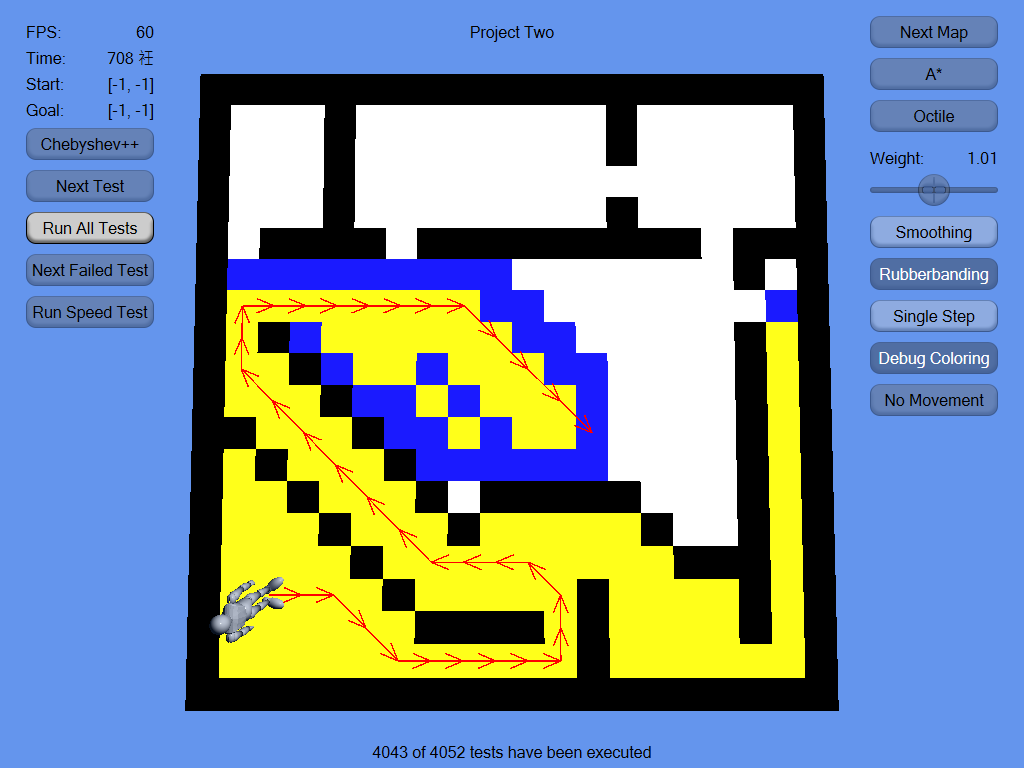 FPS: 60
Time: 708 祍
Start: [-1, -1]
Goal: [-1, -1]
Chebyshev++
Next Test
Run All Tests
Next Failed Test
Run Speed Test
Project Two
Next Map
A*
Octile
Weight: 1.01
Smoothing
Rubberbanding
Single Step
Debug Coloring
No Movement
4043 of 4052 tests have been executed